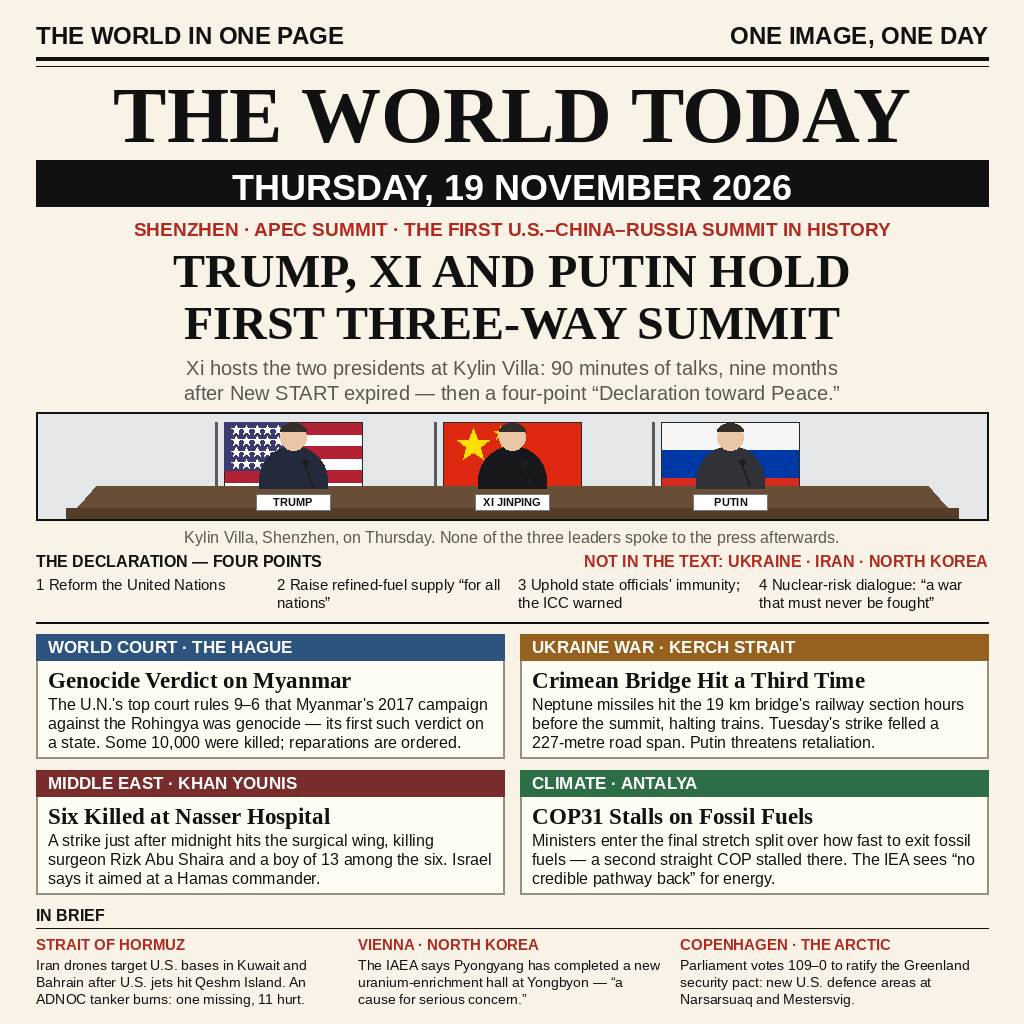 THE WORLD IN ONE PAGE
ONE IMAGE, ONE DAY
THE WORLD TODAY
THURSDAY, 19 NOVEMBER 2026
SHENZHEN · APEC SUMMIT · THE FIRST U.S.–CHINA–RUSSIA SUMMIT IN HISTORY
TRUMP, XI AND PUTIN HOLD
FIRST THREE-WAY SUMMIT
Xi hosts the two presidents at Kylin Villa: 90 minutes of talks, nine months
after New START expired — then a four-point “Declaration toward Peace.”
TRUMP
XI JINPING
PUTIN
Kylin Villa, Shenzhen, on Thursday. None of the three leaders spoke to the press afterwards.
THE DECLARATION — FOUR POINTS
NOT IN THE TEXT: UKRAINE · IRAN · NORTH KOREA
1 Reform the United Nations
2 Raise refined-fuel supply “for all
nations”
3 Uphold state officials' immunity;
the ICC warned
4 Nuclear-risk dialogue: “a war
that must never be fought”
WORLD COURT · THE HAGUE
Genocide Verdict on Myanmar
The U.N.'s top court rules 9–6 that Myanmar's 2017 campaign
against the Rohingya was genocide — its first such verdict on
a state. Some 10,000 were killed; reparations are ordered.
UKRAINE WAR · KERCH STRAIT
Crimean Bridge Hit a Third Time
Neptune missiles hit the 19 km bridge's railway section hours
before the summit, halting trains. Tuesday's strike felled a
227-metre road span. Putin threatens retaliation.
MIDDLE EAST · KHAN YOUNIS
Six Killed at Nasser Hospital
A strike just after midnight hits the surgical wing, killing
surgeon Rizk Abu Shaira and a boy of 13 among the six. Israel
says it aimed at a Hamas commander.
CLIMATE · ANTALYA
COP31 Stalls on Fossil Fuels
Ministers enter the final stretch split over how fast to exit fossil
fuels — a second straight COP stalled there. The IEA sees “no
credible pathway back” for energy.
IN BRIEF
STRAIT OF HORMUZ
Iran drones target U.S. bases in Kuwait and
Bahrain after U.S. jets hit Qeshm Island. An
ADNOC tanker burns: one missing, 11 hurt.
VIENNA · NORTH KOREA
The IAEA says Pyongyang has completed a new
uranium-enrichment hall at Yongbyon — “a
cause for serious concern.”
COPENHAGEN · THE ARCTIC
Parliament votes 109–0 to ratify the Greenland
security pact: new U.S. defence areas at
Narsarsuaq and Mestersvig.